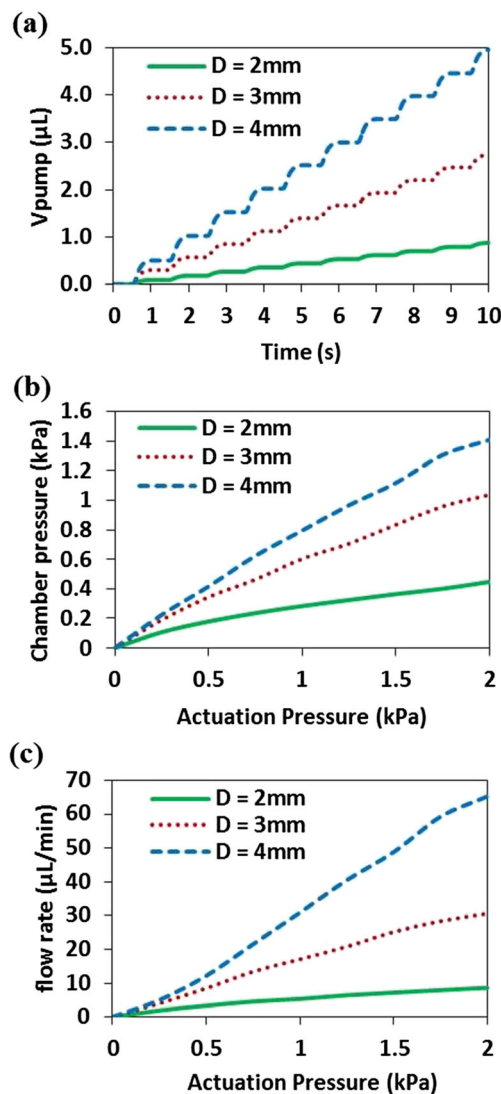 (a)
5.0
4.0
3.0
2.0
1.0
0.0
Vpump (µL)
D = 2mm
D = 3mm
D = 4mm
0 1 2 3 4 5 6 7 8 9 10
Time (s)
(b)
1.6
1.4
1.2
1
0.8
0.6
0.4
0.2
0
Chamber pressure (kPa)
D = 2mm
D = 3mm
D = 4mm
0 0.5 1 1.5 2
Actuation Pressure (kPa)
(c)
70
60
50
40
30
20
10
0
flow rate (µL/min)
D = 2mm
D = 3mm
D = 4mm
0 0.5 1 1.5 2
Actuation Pressure (kPa)